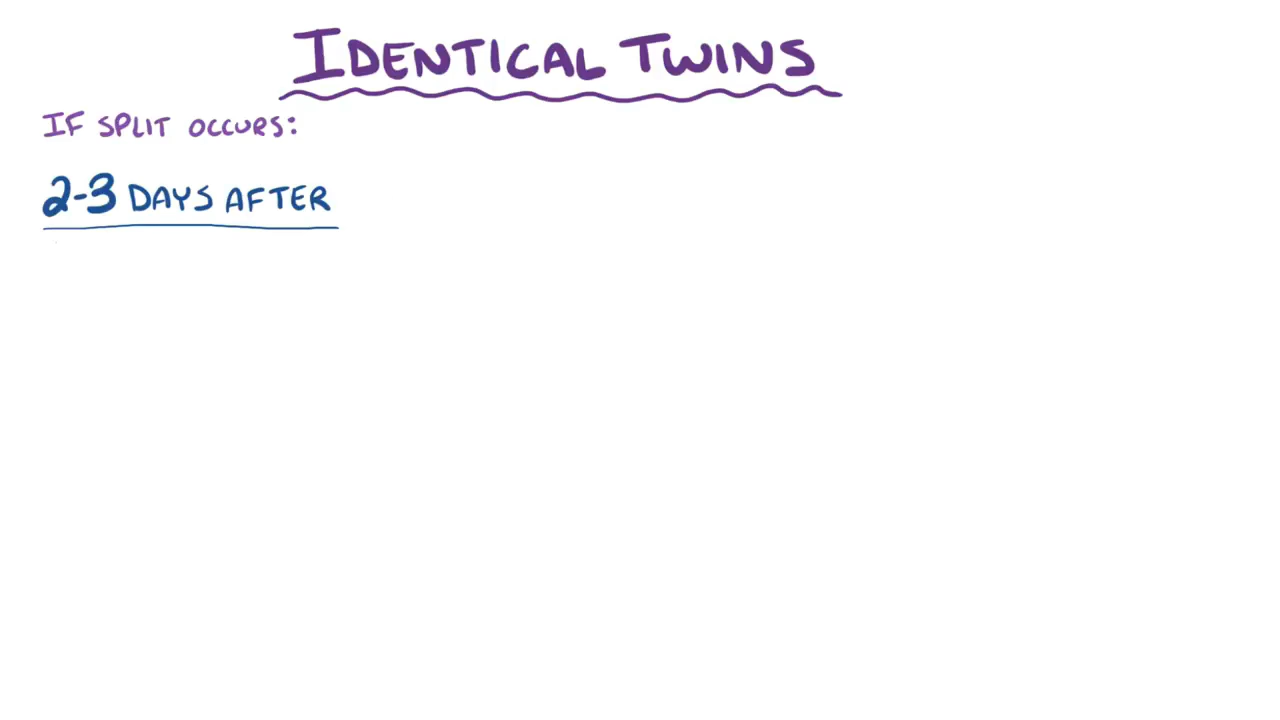 IDENTICAL TWINS
IF SPLIT OCCURS:
2-3 DAYS AFTER